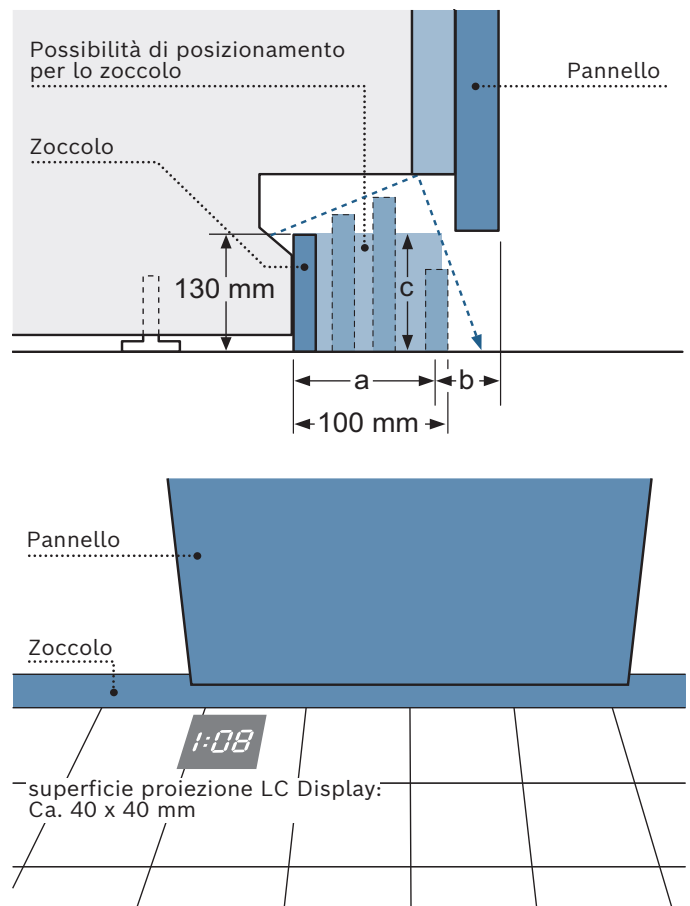 Possibilità di posizionamento
per lo zoccolo
Pannello
Zoccolo
130 mm
c
a
b
100 mm
Pannello
Zoccolo
1:08
superficie proiezione LC Display:
Ca. 40 x 40 mm